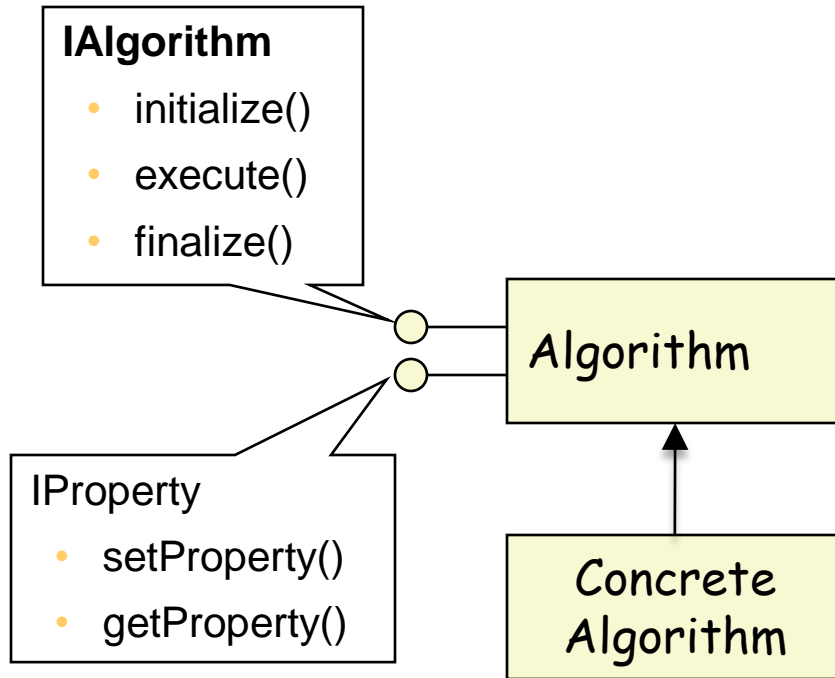 IAlgorithm
• initialize()
• execute()
• finalize()
Algorithm
IProperty
• setProperty()
• getProperty()
Concrete
Algorithm